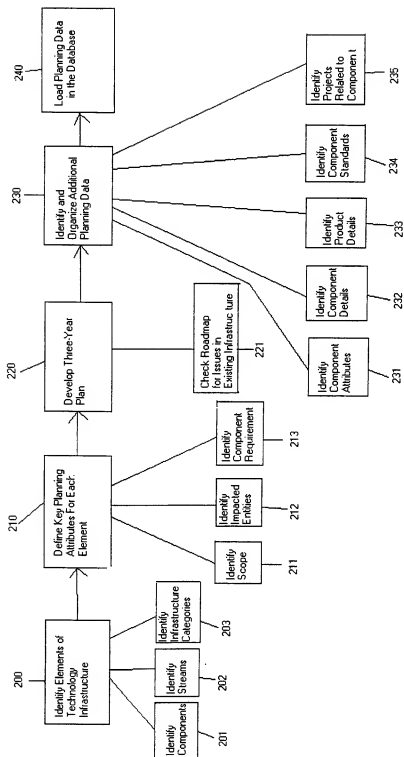 200
Identify Elements of
Technology
Infrastructure
201
Identify
Components
202
Identify
Streams
203
Identify
Infrastructure
Categories
210
Define Key Planning
Attributes For Each
Element
211
Identify
Scope
212
Identify
Impacted
Entities
213
Identify
Component
Requirement
220
Develop Three-Year
Plan
Check Roadmap
for Issues in
Existing Infrastruc ture
221
230
Identify and
Organize Additional
Planning Data
231
Identify
Component
Attributes
232
Identify
Component
Details
233
Identify
Product
Details
234
Identify
Component
Standards
235
Identify
Projects
Related to
Componen t
240
Load Planning Data
in the Database